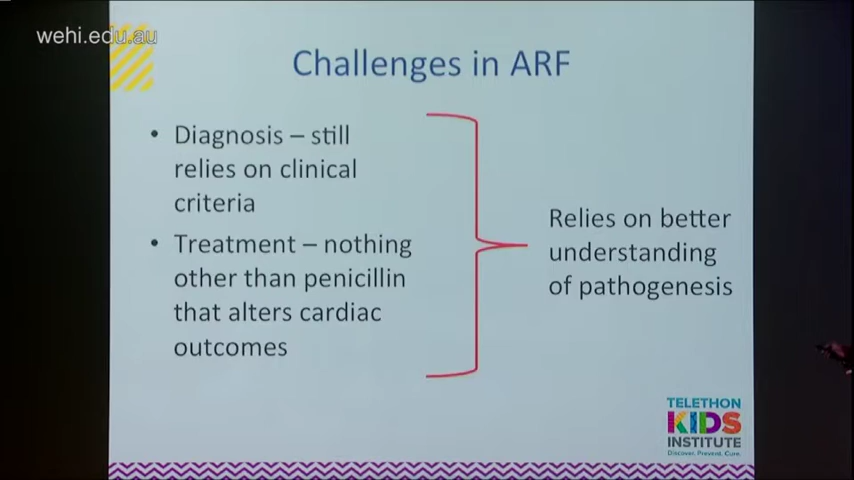 wehi.edu.au
Challenges in ARF
• Diagnosis – still
relies on clinical
criteria
• Treatment – nothing
other than penicillin
that alters cardiac
outcomes
Relies on better
understanding
of pathogenesis
TELETHON
KIDS
INSTITUTE
Discover. Prevent. Cure.